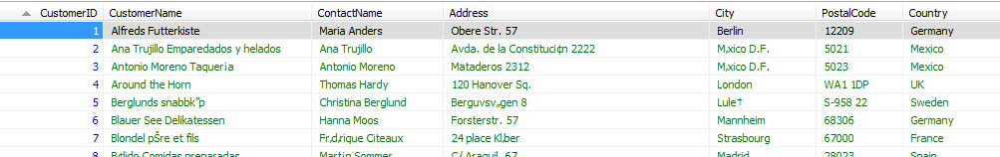 CustomerID CustomerName ContactName Address City PostalCode Country
1 Alfreds Futterkiste Maria Anders Obere Str. 57 Berlin 12209 Germany
2 Ana Trujillo Emparedados y helados Ana Trujillo Avda. de la Constituci¢n 2222 M‚xico D.F. 5021 Mexico
3 Antonio Moreno Taquería Antonio Moreno Mataderos 2312 M‚xico D.F. 5023 Mexico
4 Around the Horn Thomas Hardy 120 Hanover Sq. London WA1 1DP UK
5 Berglunds snabbk”p Christina Berglund Berguvsv„gen 8 Lule† S-958 22 Sweden
6 Blauer See Delikatessen Hanna Moos Forsterstr. 57 Mannheim 68306 Germany
7 Blondel pŠre et fils Fr‚d‚rique Citeaux 24 place Kl‚ber Strasbourg 67000 France
8 Comidas preparadas Martin Sommer C/ Araquil, 67 Madrid 28023 Spain